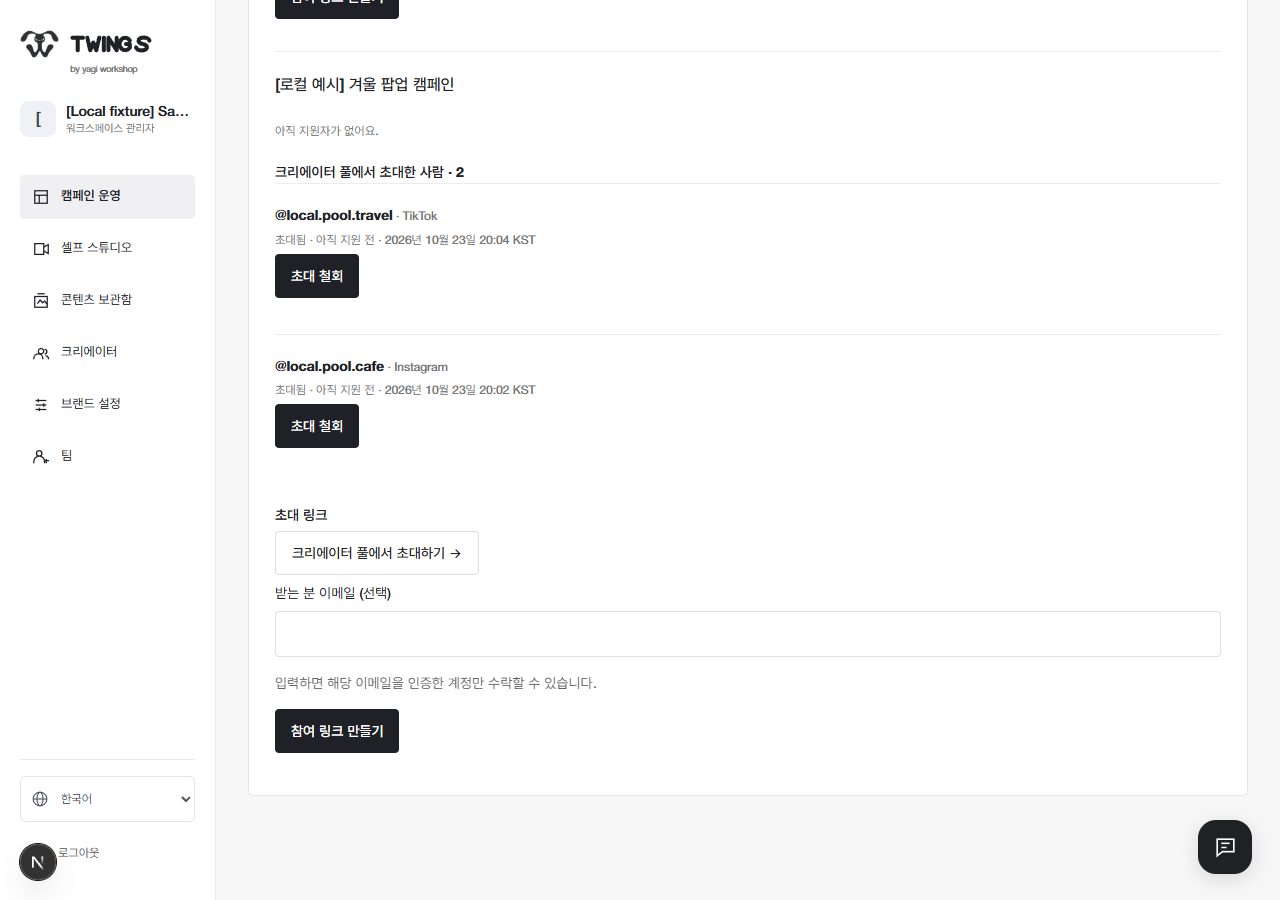 TWINGS
by yagi workshop
[
[Local fixture] Sa...
워크스페이스 관리자
캠페인 운영
셀프 스튜디오
콘텐츠 보관함
크리에이터
브랜드 설정
팀
한국어
N
로그아웃
[로컬 예시] 겨울 팝업 캠페인
아직 지원자가 없어요.
크리에이터 풀에서 초대한 사람 · 2
@local.pool.travel · TikTok
초대됨 · 아직 지원 전 · 2026년 10월 23일 20:04 KST
초대 철회
@local.pool.cafe · Instagram
초대됨 · 아직 지원 전 · 2026년 10월 23일 20:02 KST
초대 철회
초대 링크
크리에이터 풀에서 초대하기 →
받는 분 이메일 (선택)
입력하면 해당 이메일을 인증한 계정만 수락할 수 있습니다.
참여 링크 만들기